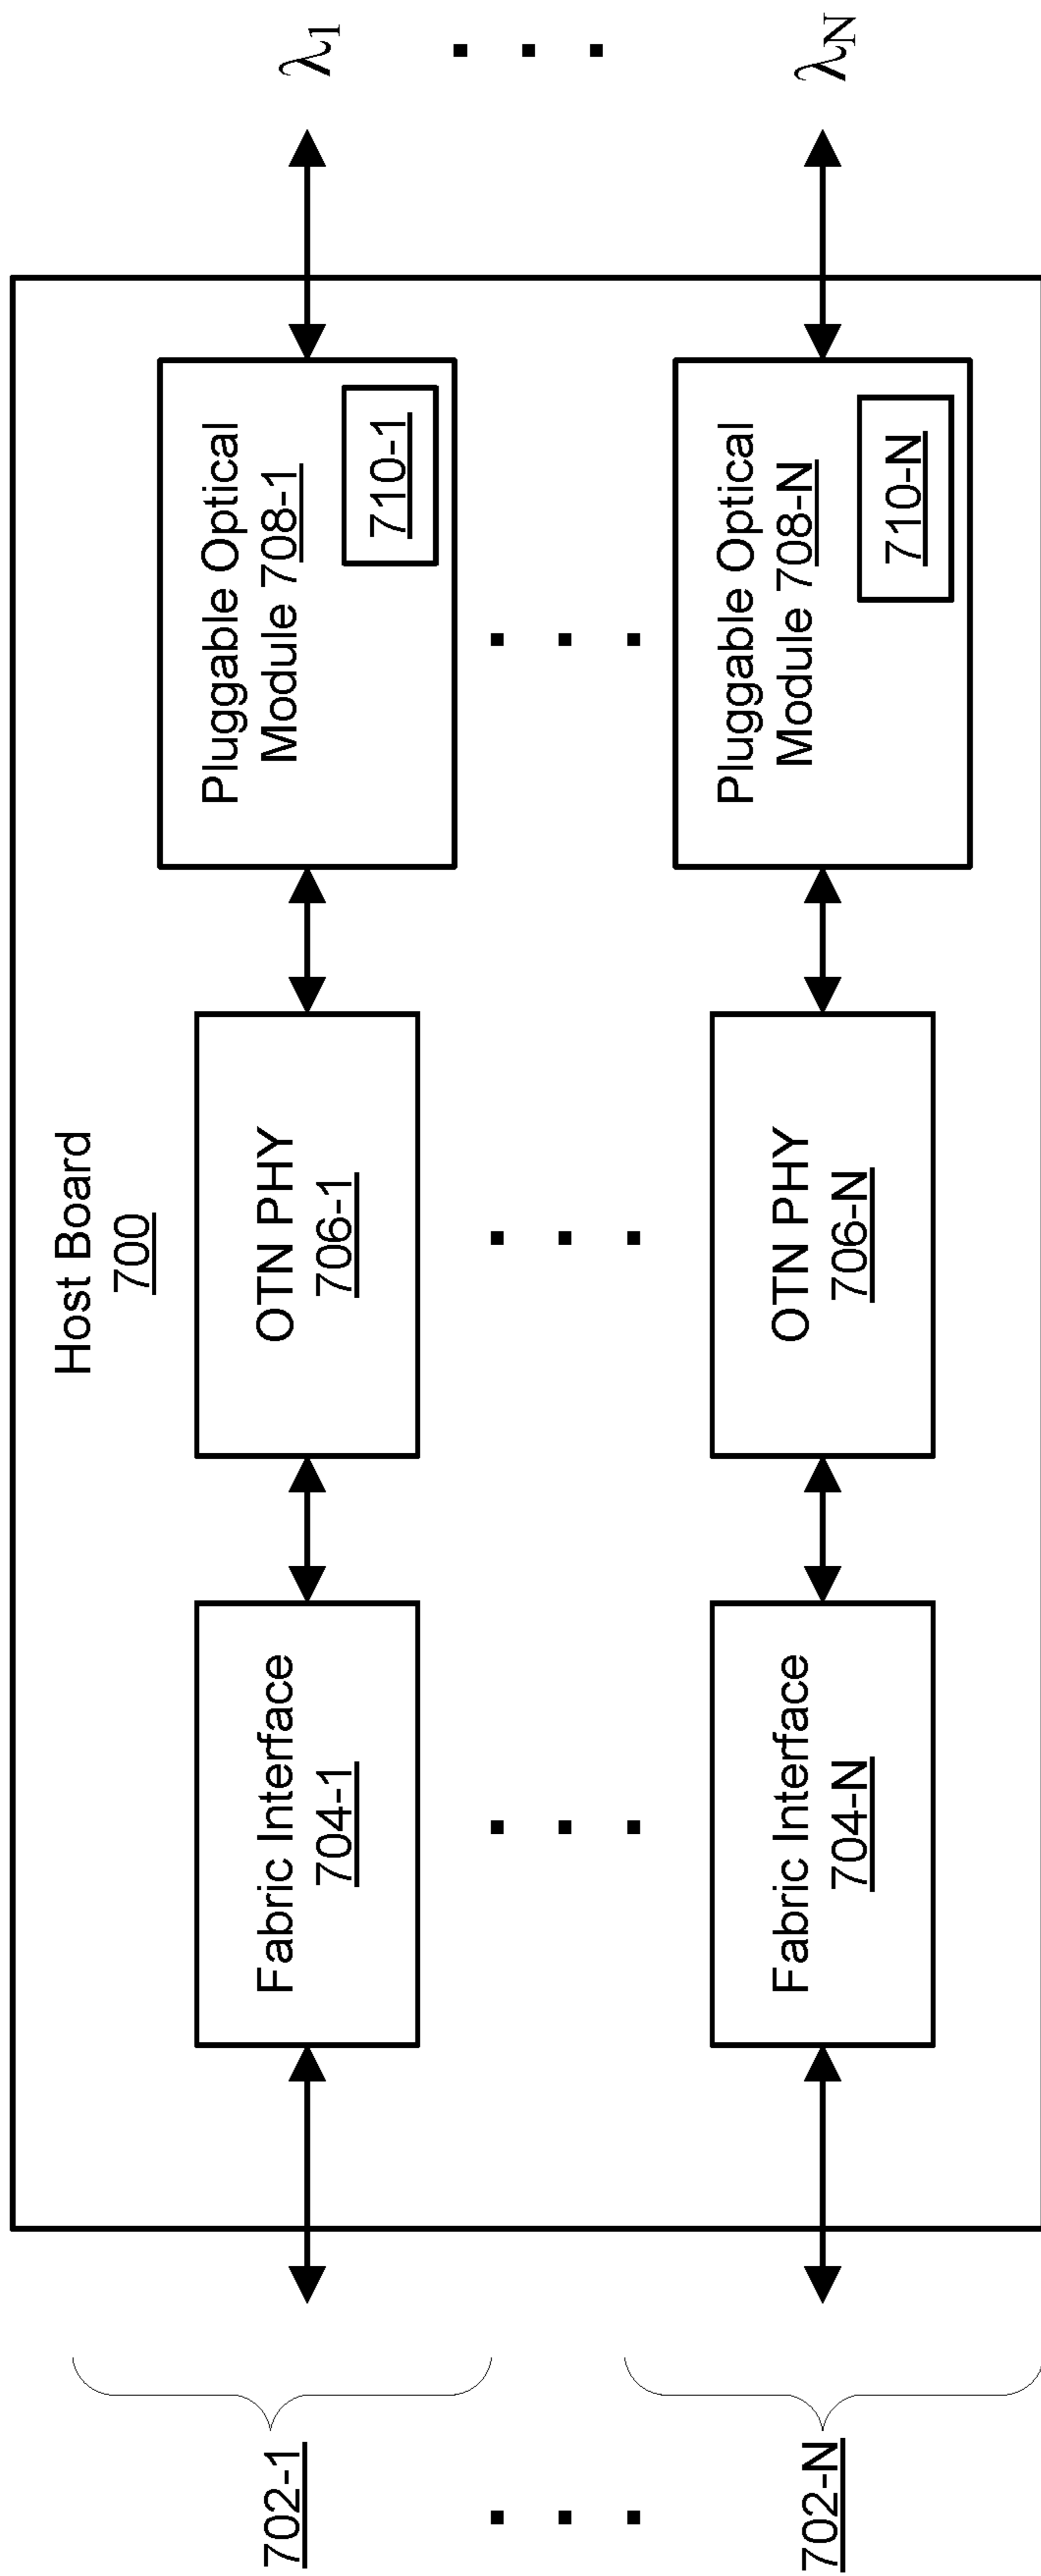 Host Board
700
702-1
Fabric Interface
704-1
OTN PHY
706-1
Pluggable Optical
Module 708-1
710-1
λ1
702-N
Fabric Interface
704-N
OTN PHY
706-N
Pluggable Optical
Module 708-N
710-N
λN